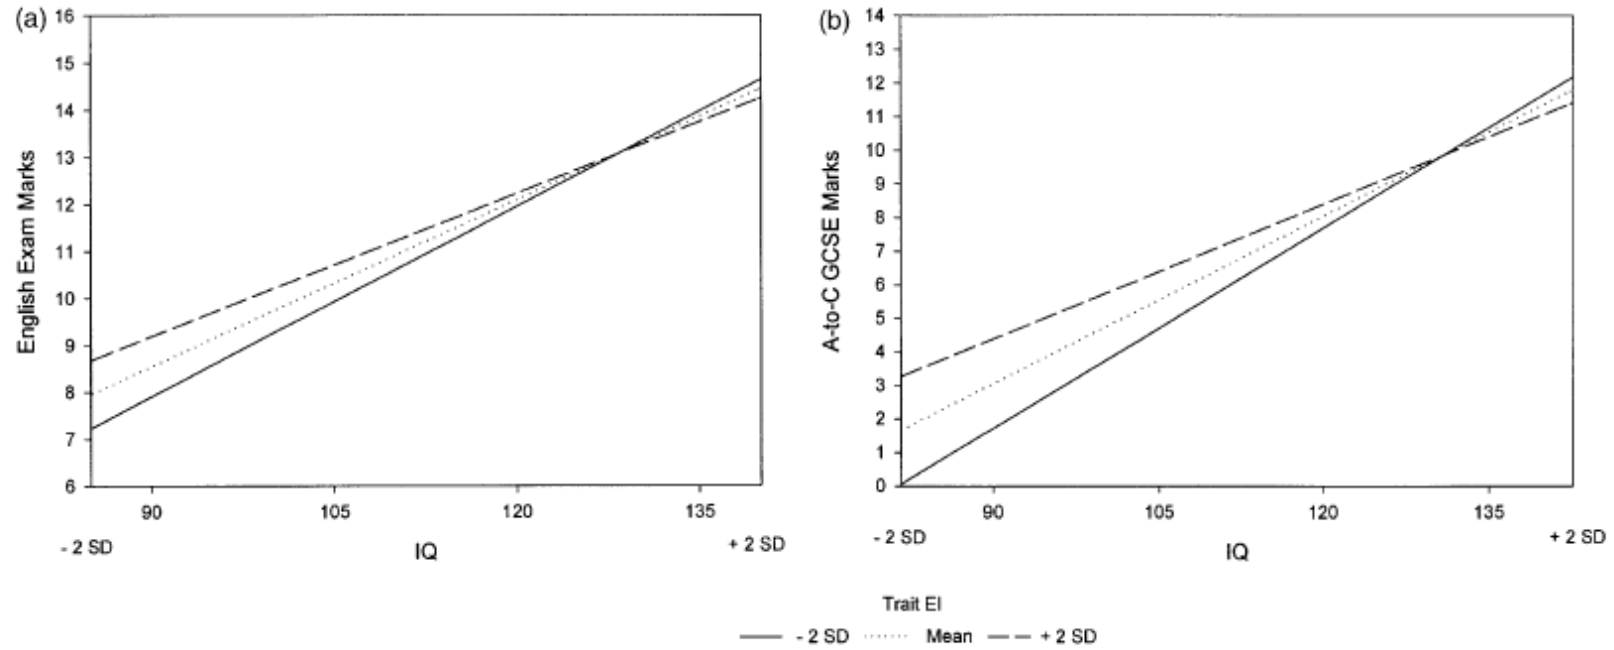 (a)
16
15
14
13
12
11
10
9
8
7
6
English Exam Marks
90 105 120 135
- 2 SD IQ + 2 SD
(b)
14
13
12
11
10
9
8
7
6
5
4
3
2
1
0
A-to-C GCSE Marks
90 105 120 135
- 2 SD IQ + 2 SD
Trait EI
- 2 SD Mean + 2 SD